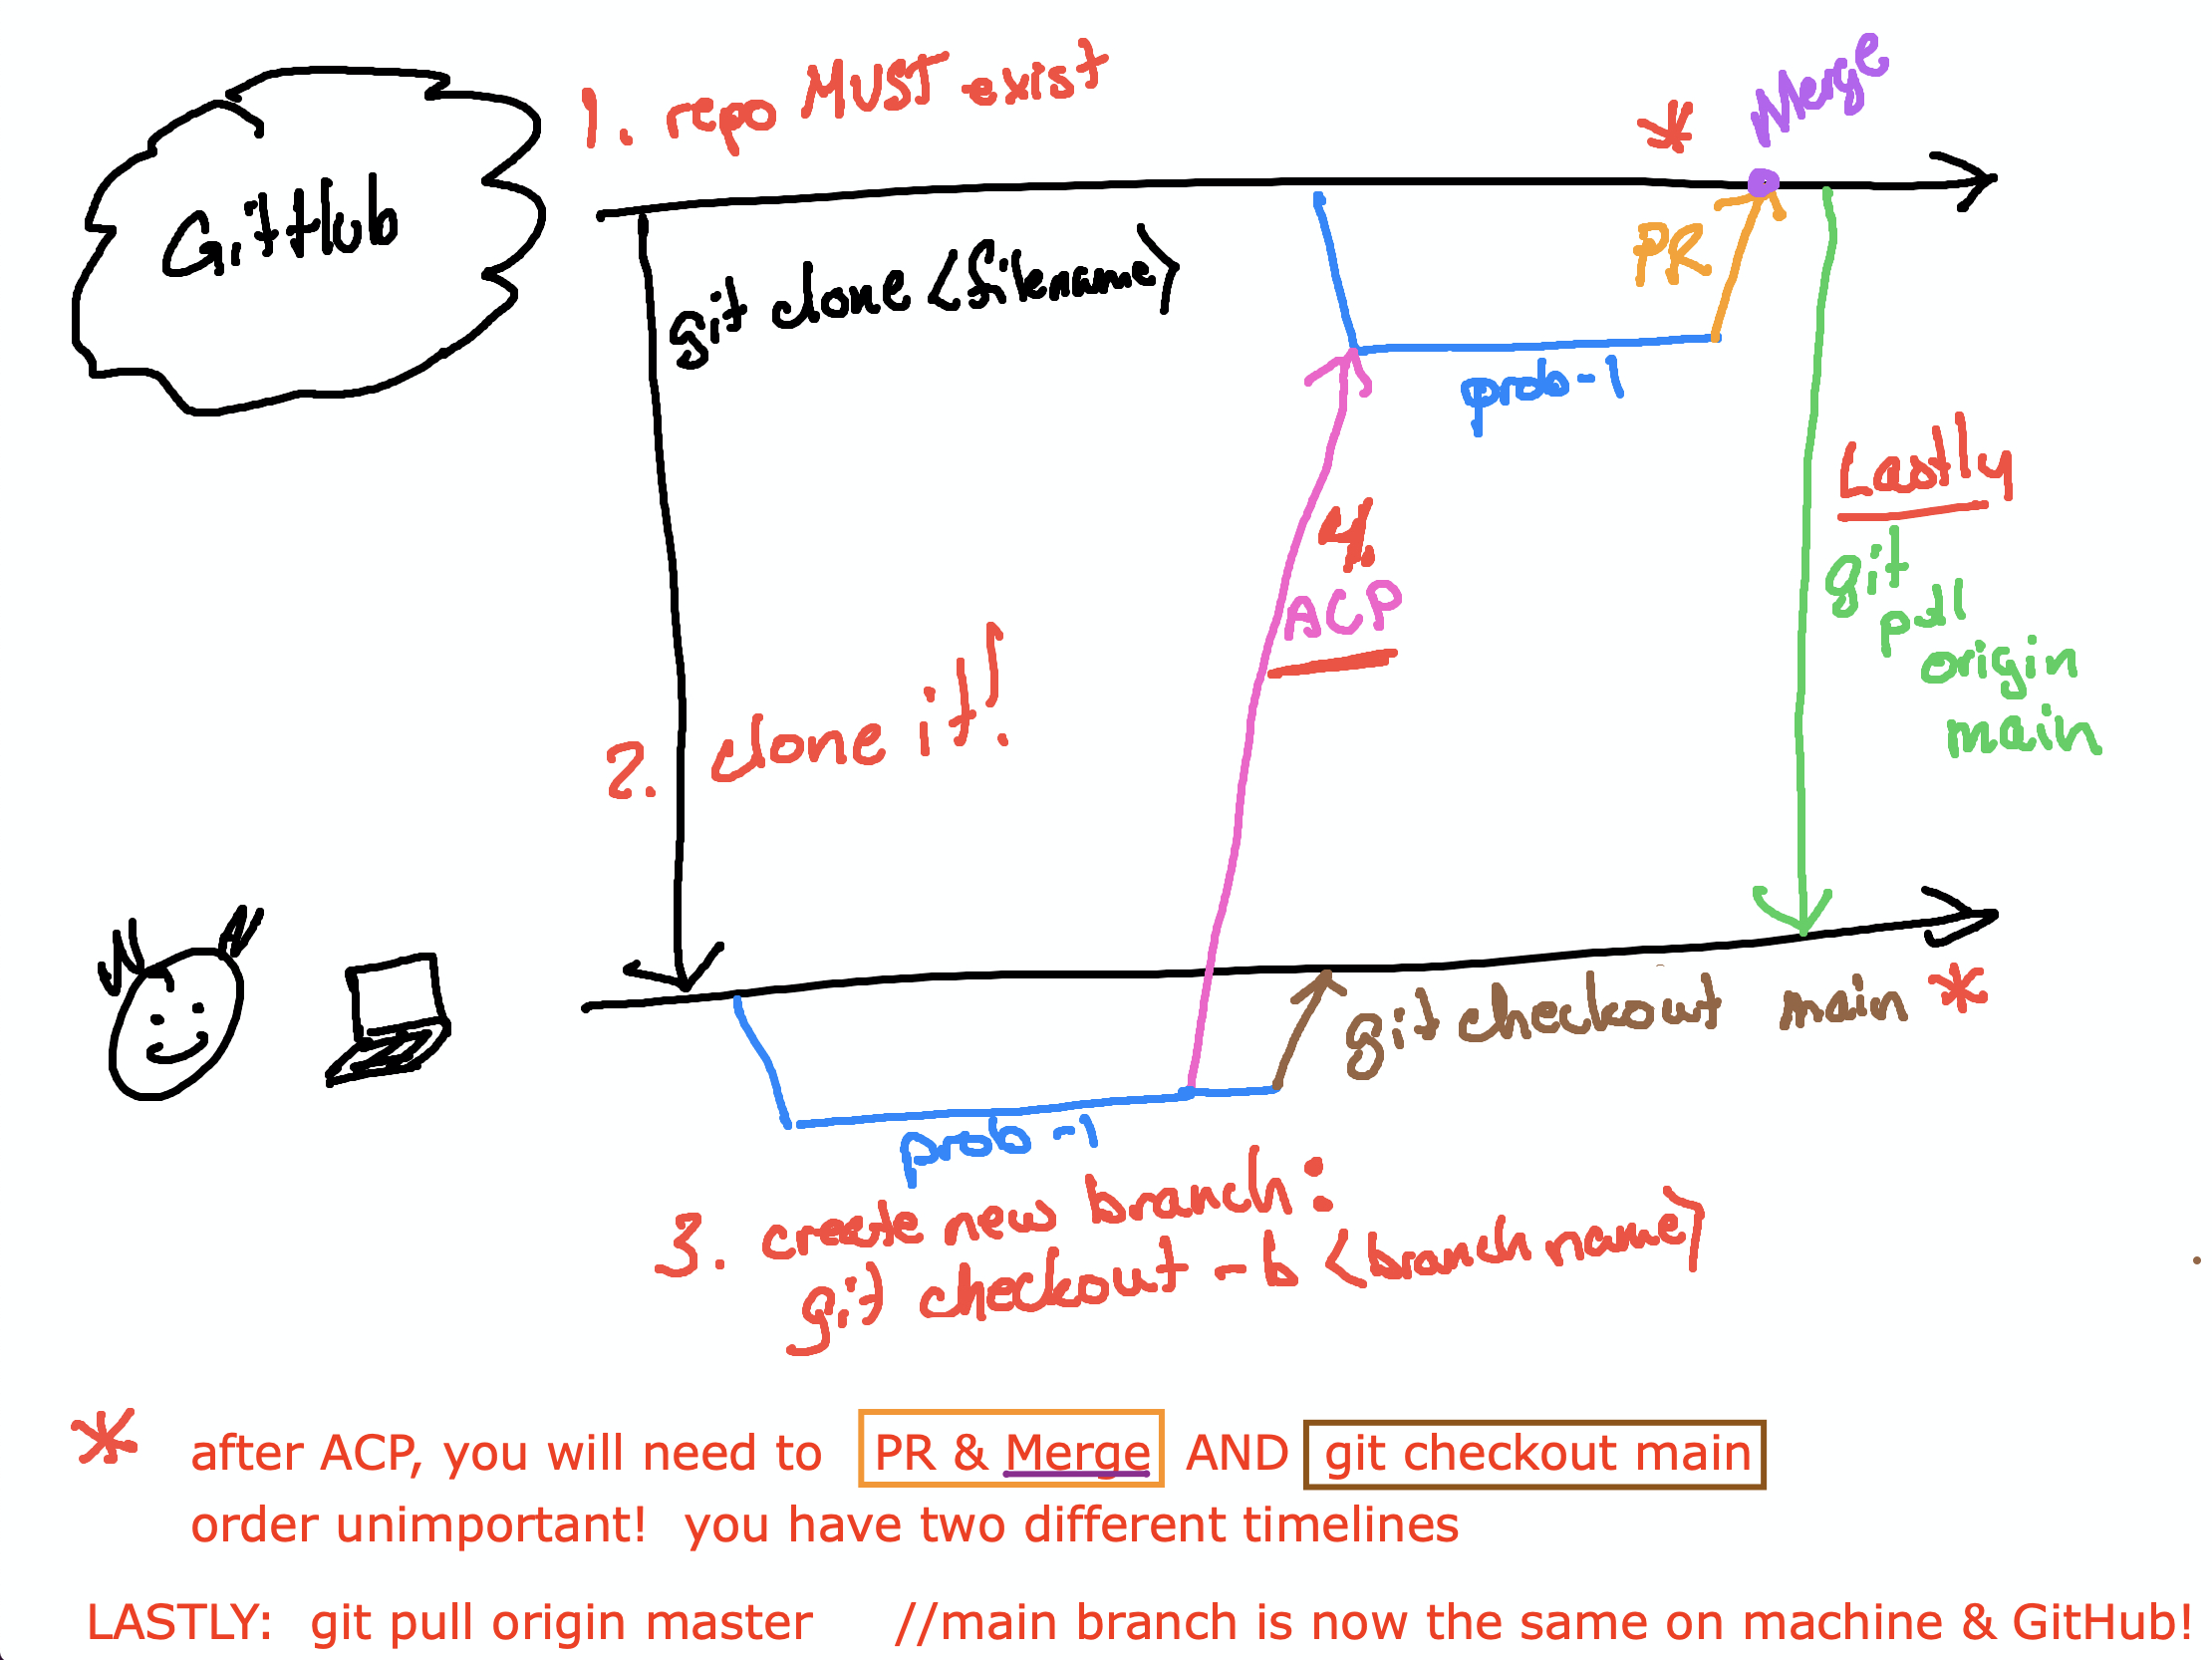 GitHub
1. repo MUST exist
* Merge
git clone <filename>
PR
prob-1
2. clone it!
4.
ACP
Lastly
git
pull
origin
main
git checkout main *
prob-1
3. create new branch:
git checkout -b <branch name>
* after ACP, you will need to PR & Merge AND git checkout main
order unimportant! you have two different timelines
LASTLY: git pull origin master //main branch is now the same on machine & GitHub!